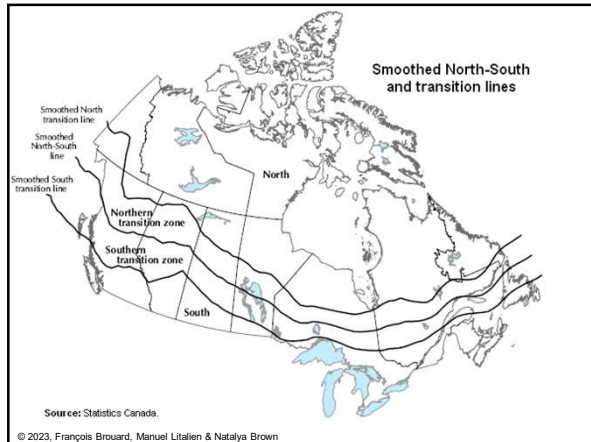 Smoothed North-South
and transition lines
Smoothed North
transition line
Smoothed
North-South
line
Smoothed South
transition line
North
Northern
transition zone
Southern
transition zone
South
Source: Statistics Canada.
© 2023, François Brouard, Manuel Litalien & Natalya Brown